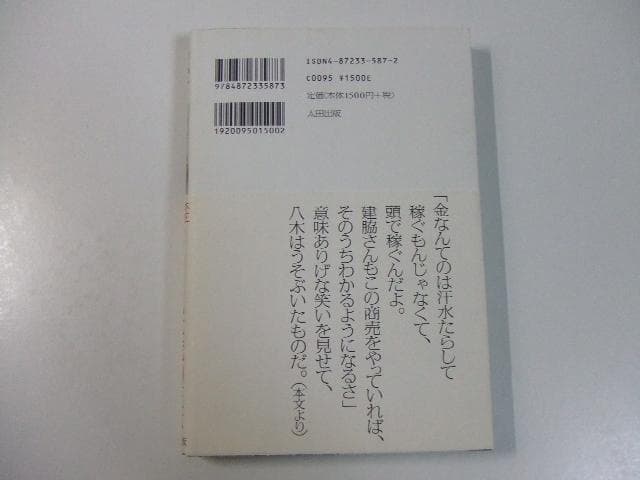 ISBN4-87233-587-2
C0095 ¥1500E
定価(本体1500円+税)
太田出版
9784872335873
1920095015002
「金なんてのは汗水たらして
稼ぐもんじゃなくて、
頭で稼ぐんだよ。
建脇さんもこの商売をやっていれば、
そのうちわかるようになるさ」
意味ありげな笑いを見せて、
八木はうそぶいたものだ。(本文より)